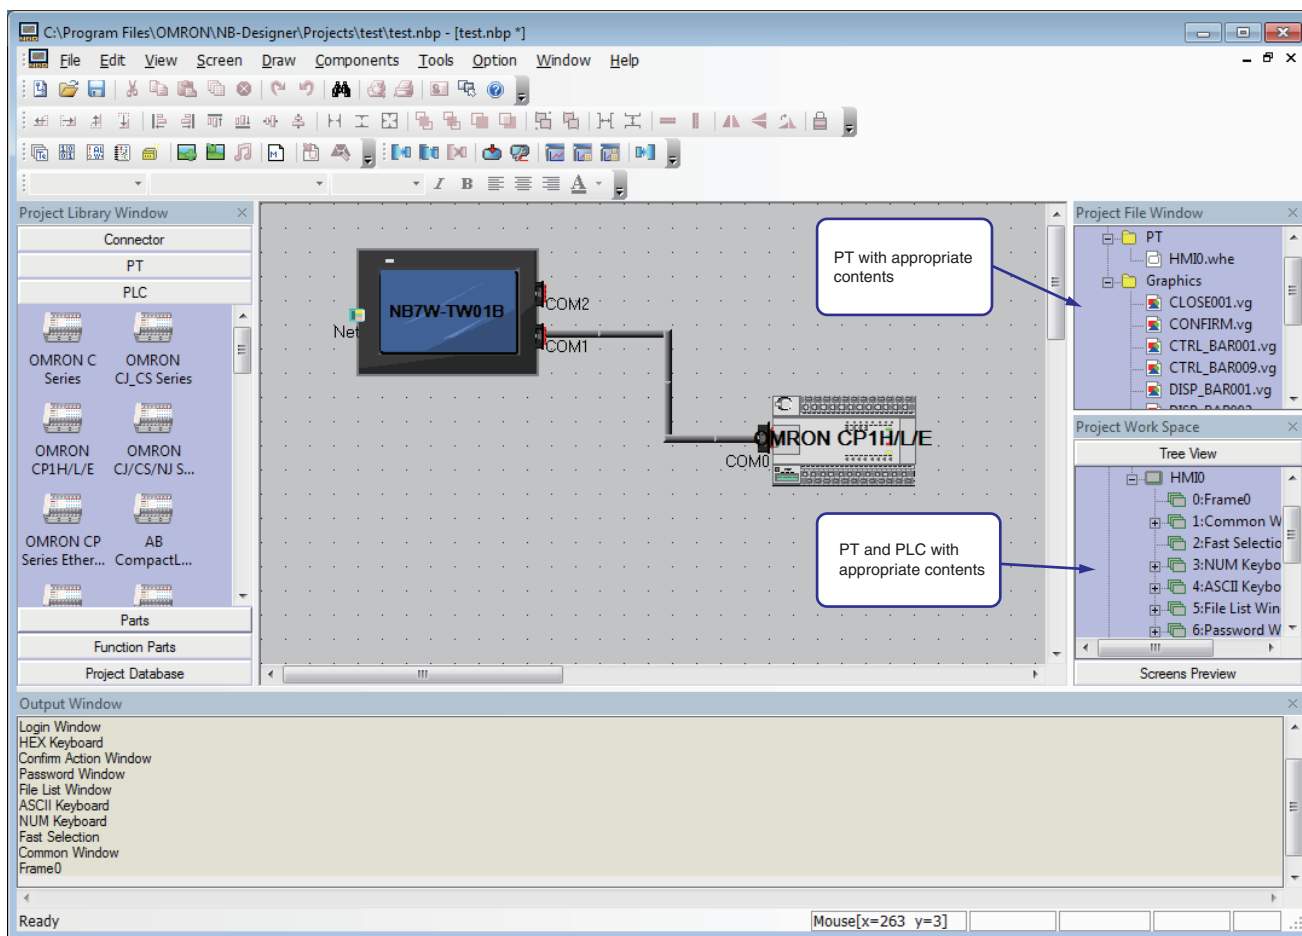 C:\Program Files\OMRON\NB-Designer\Projects\test\test.nbp - [test.nbp *]
File Edit View Screen Draw Components Tools Option Window Help
Project Library Window
Connector
PT
PLC
OMRON C
Series
OMRON
CJ_CS Series
OMRON
CP1H/L/E
OMRON
CJ/CS/NJ S...
OMRON CP
Series Ether...
AB
CompactL...
Parts
Function Parts
Project Database
NB7W-TW01B
Net
COM2
COM1
COM0
OMRON CP1H/L/E
PT with appropriate
contents
PT and PLC with
appropriate contents
Project File Window
PT
HMI0.whe
Graphics
CLOSE001.vg
CONFIRM.vg
CTRL_BAR001.vg
CTRL_BAR009.vg
DISP_BAR001.vg
Project Work Space
Tree View
HMI0
0:Frame0
1:Common W
2:Fast Selectio
3:NUM Keybo
4:ASCII Keybo
5:File List Win
6:Password W
Screens Preview
Output Window
Login Window
HEX Keyboard
Confirm Action Window
Password Window
File List Window
ASCII Keyboard
NUM Keyboard
Fast Selection
Common Window
Frame0
Ready
Mouse[x=263 y=3]